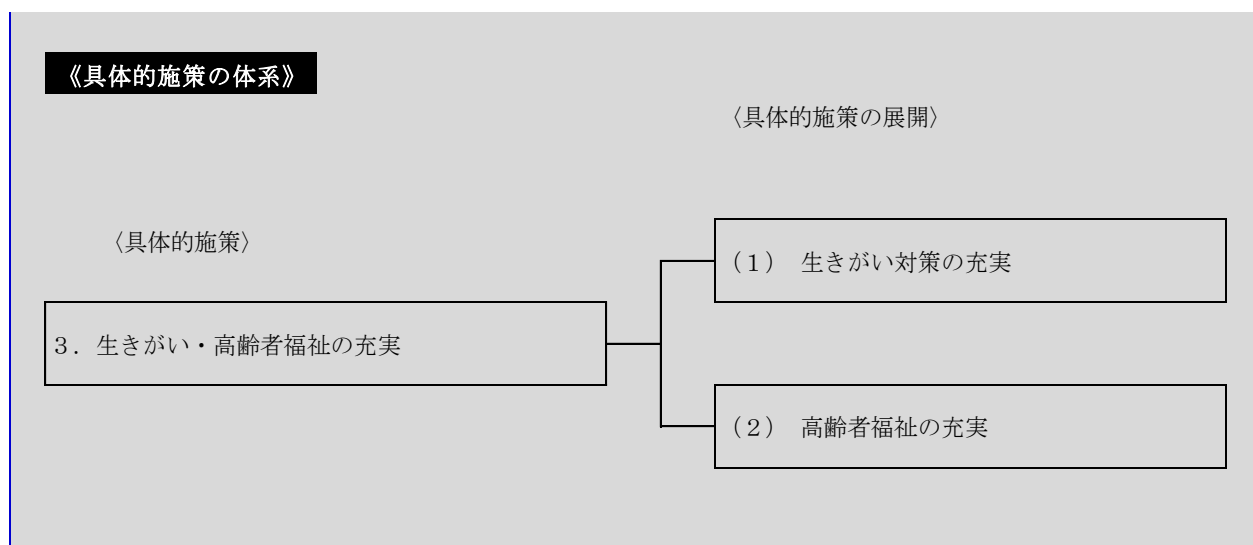 《具体的施策の体系》
〈具体的施策の展開〉
〈具体的施策〉
(1) 生きがい対策の充実
3．生きがい・高齢者福祉の充実
(2) 高齢者福祉の充実